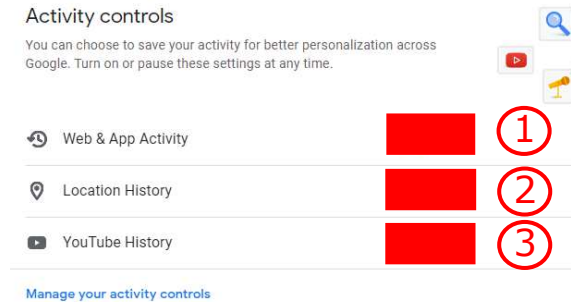 Activity controls
You can choose to save your activity for better personalization across
Google. Turn on or pause these settings at any time.
Web & App Activity
1
Location History
2
YouTube History
3
Manage your activity controls